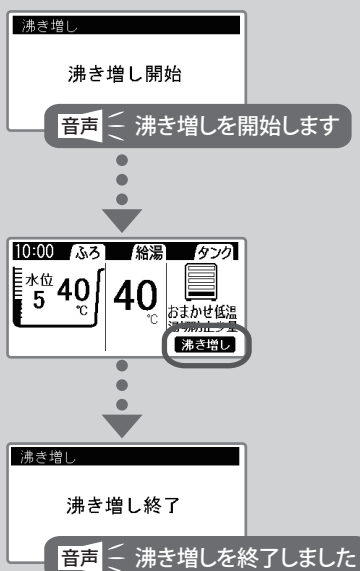 沸き増し
沸き増し開始
音声 沸き増しを開始します
10:00 ふろ 給湯 タンク
水位 5 40℃ 40℃
おまかせ低温
沸き増し
沸き増し
沸き増し終了
音声 沸き増しを終了しました